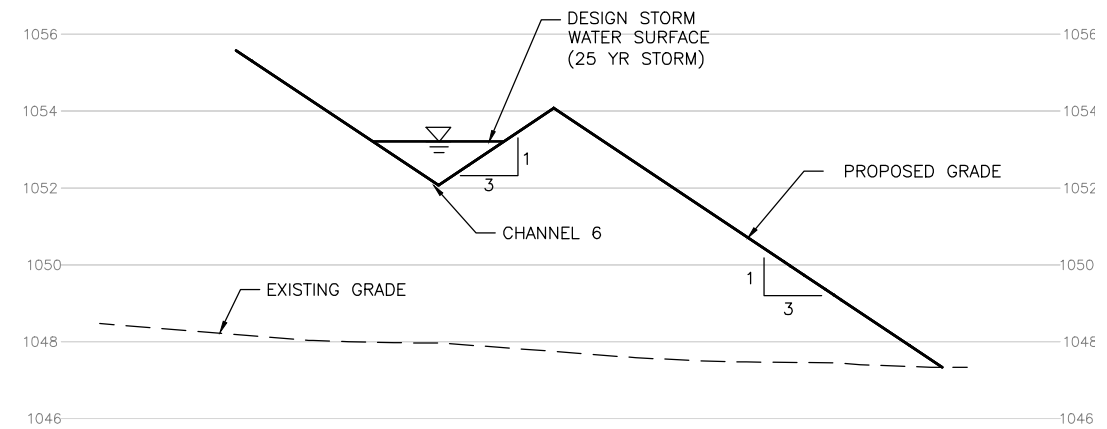 DESIGN STORM
WATER SURFACE
(25 YR STORM)
1056
1056
1054
1054
1
3
PROPOSED GRADE
1052
1052
CHANNEL 6
1050
1050
1
3
EXISTING GRADE
1048
1048
1046
1046